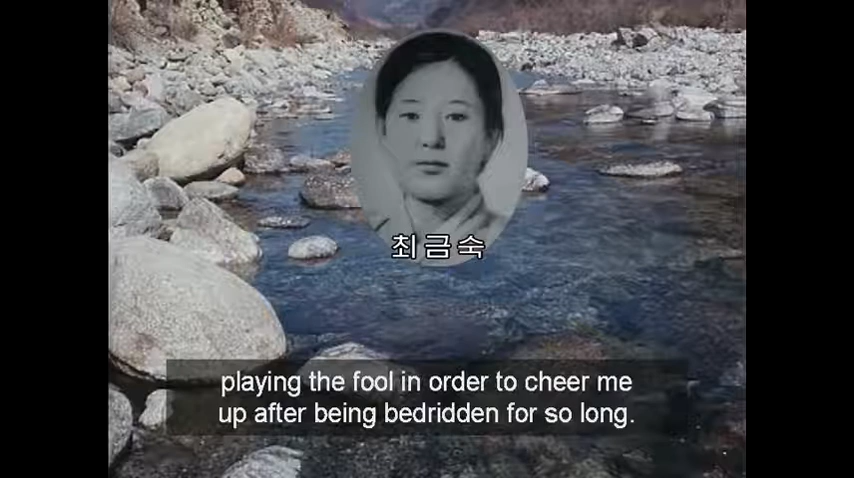 최금숙
playing the fool in order to cheer me
up after being bedridden for so long.